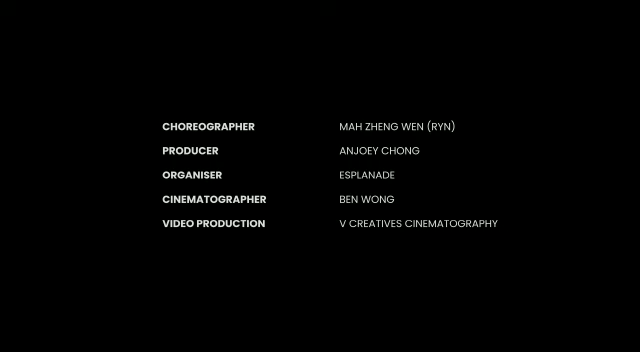 CHOREOGRAPHER MAH ZHENG WEN (RYN)
PRODUCER ANJOEY CHONG
ORGANISER ESPLANADE
CINEMATOGRAPHER BEN WONG
VIDEO PRODUCTION V CREATIVES CINEMATOGRAPHY